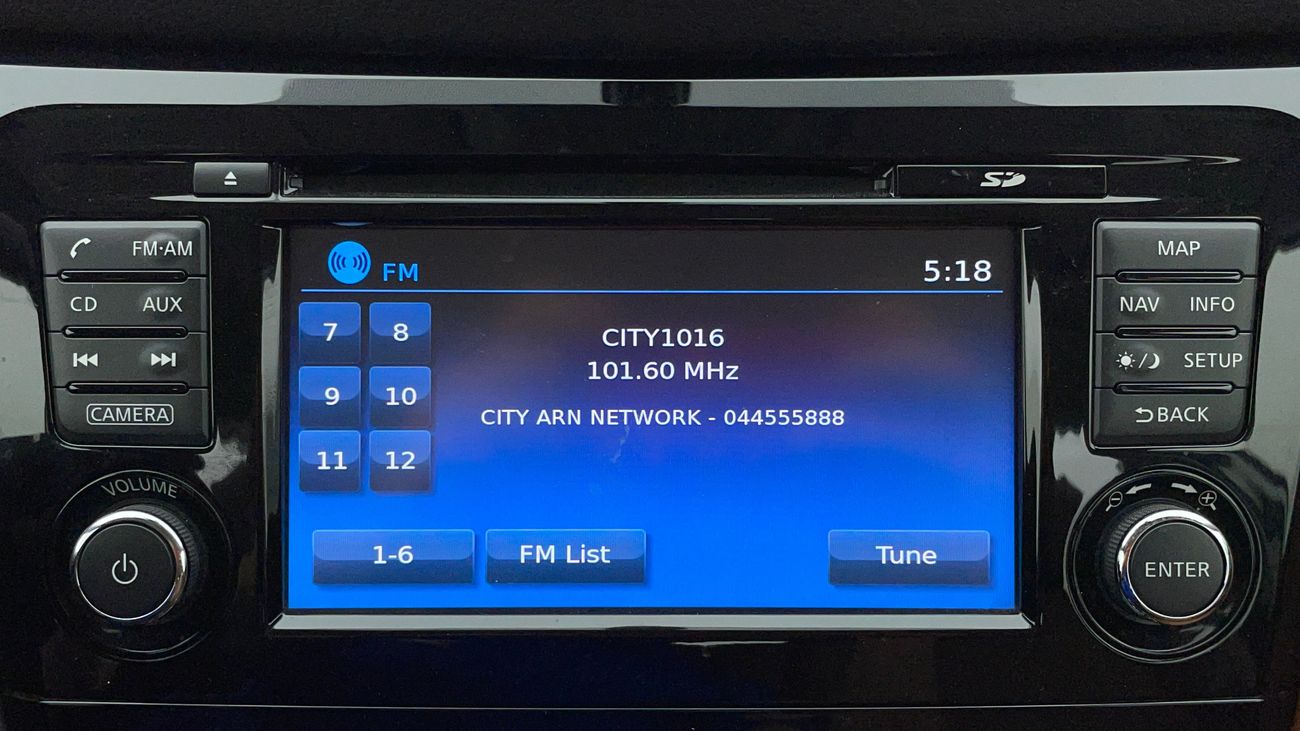 SD
FM·AM
CD AUX
CAMERA
VOLUME
FM
5:18
7 8
9 10
11 12
CITY1016
101.60 MHz
CITY ARN NETWORK - 044555888
1-6
FM List
Tune
MAP
NAV INFO
SETUP
BACK
ENTER